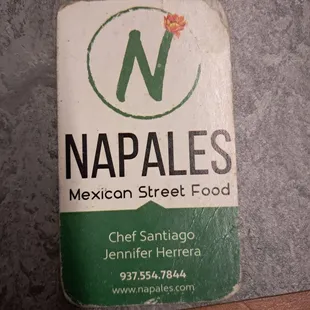 N
NAPALES
Mexican Street Food
Chef Santiago
Jennifer Herrera
937.554.7844
www.napales.com